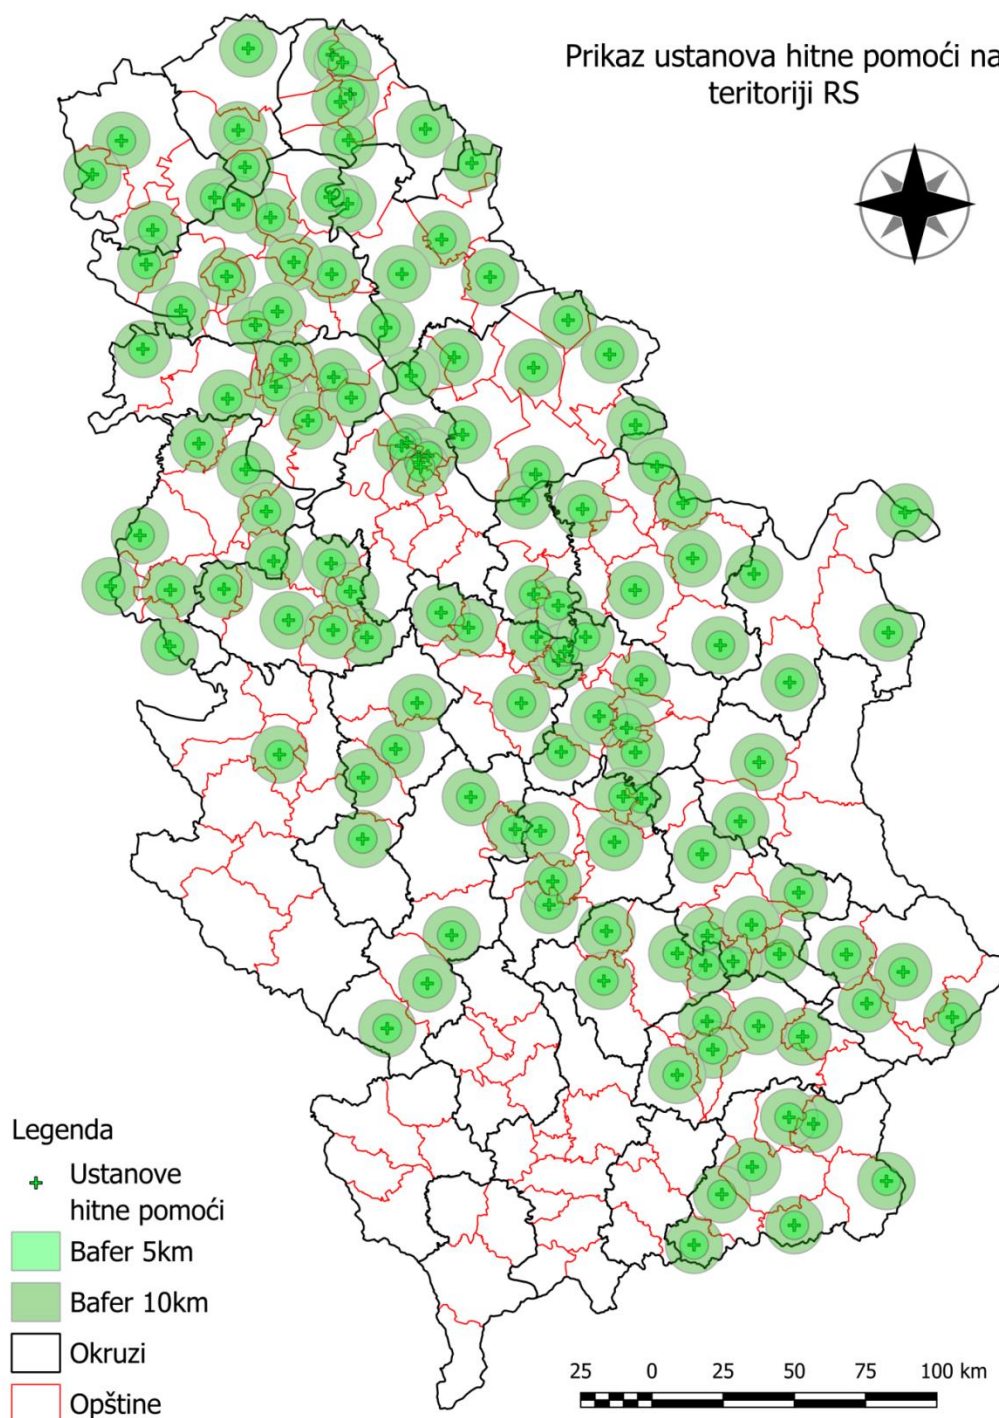 Prikaz ustanova hitne pomoći na
teritoriji RS
Legenda
Ustanove
hitne pomoći
Bafer 5km
Bafer 10km
Okruzi
Opštine
25 0 25 50 75 100 km